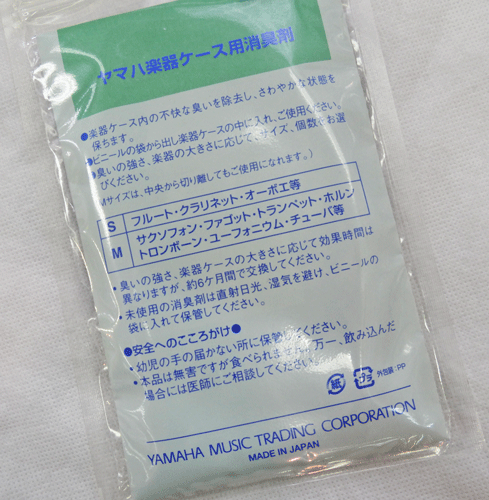 ヤマハ楽器ケース用消臭剤
●楽器ケース内の不快な臭いを除去し、さわやかな状態を
保ちます。
●ビニールの袋から出し楽器ケースの中に入れ、ご使用ください。
●臭いの強さ、楽器の大きさに応じて、サイズ、個数をお選
びください。
Mサイズは、中央から切り離してもご使用になれます。)
S フルート・クラリネット・オーボエ等
M サクソフォン・ファゴット・トランペット・ホルン
トロンボーン・ユーフォニウム・チューバ等
・臭いの強さ、楽器ケースの大きさに応じて効果時間は
異なりますが、約6ケ月間で交換してください。
・未使用の消臭剤は直射日光、湿気を避け、ビニールの
袋に入れて保管してください。
●安全へのこころがけ●
・幼児の手の届かない所に保管してください。
・本品は無害ですが食べられません。万一、飲み込んだ
場合には医師にご相談してください。
紙 プラ 外包装:PP
YAMAHA MUSIC TRADING CORPORATION
MADE IN JAPAN